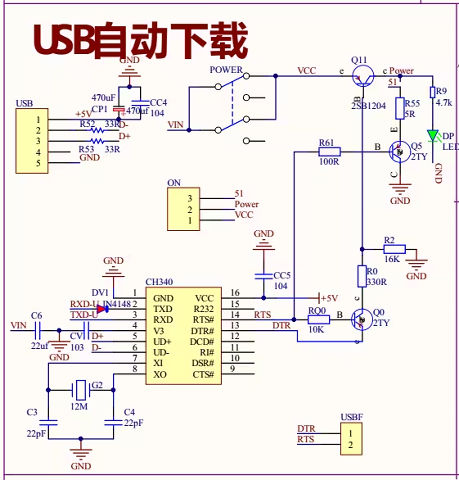 USB自动下载
GND
470uF
CP1
470uF
CC4
104
USB
1
2
3
4
5
+5V
R52
33R
D-
D+
R53
33R
GND
POWER
VIN
VCC
Q11
e
c
B
2SB1204
Power
51
R55
5R
R9
4.7k
DP
LED
GND
E
B
C
Q5
2TY
GND
R61
100R
ON
3
2
1
51
Power
VCC
GND
CC5
104
R2
16K
GND
R0
330R
GND
DV1
IN4148
RXD-U
TXD-U
CH340
1 GND VCC 16
2 TXD R232 15
3 RXD RTS# 14
4 V3 DTR# 13
5 UD+ DCD# 12
6 UD- RI# 11
7 XI DSR# 10
8 XO CTS# 9
+5V
RTS
DTR
RQ0
10K
B
c
e
Q0
2TY
VIN
C6
22uf
GND
CV
103
D+
D-
G2
12M
C3
22pF
C4
22pF
GND
USBF
DTR
RTS
1
2